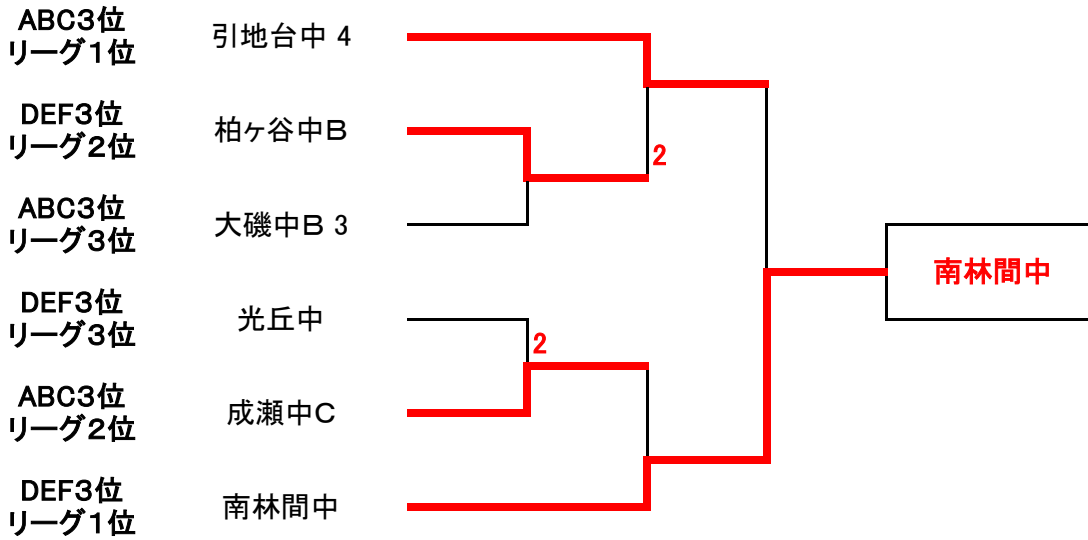 ABC3位
リーグ1位
引地台中 4
DEF3位
リーグ2位
柏ヶ谷中B
2
ABC3位
リーグ3位
大磯中B 3
南林間中
DEF3位
リーグ3位
光丘中
2
ABC3位
リーグ2位
成瀬中C
DEF3位
リーグ1位
南林間中